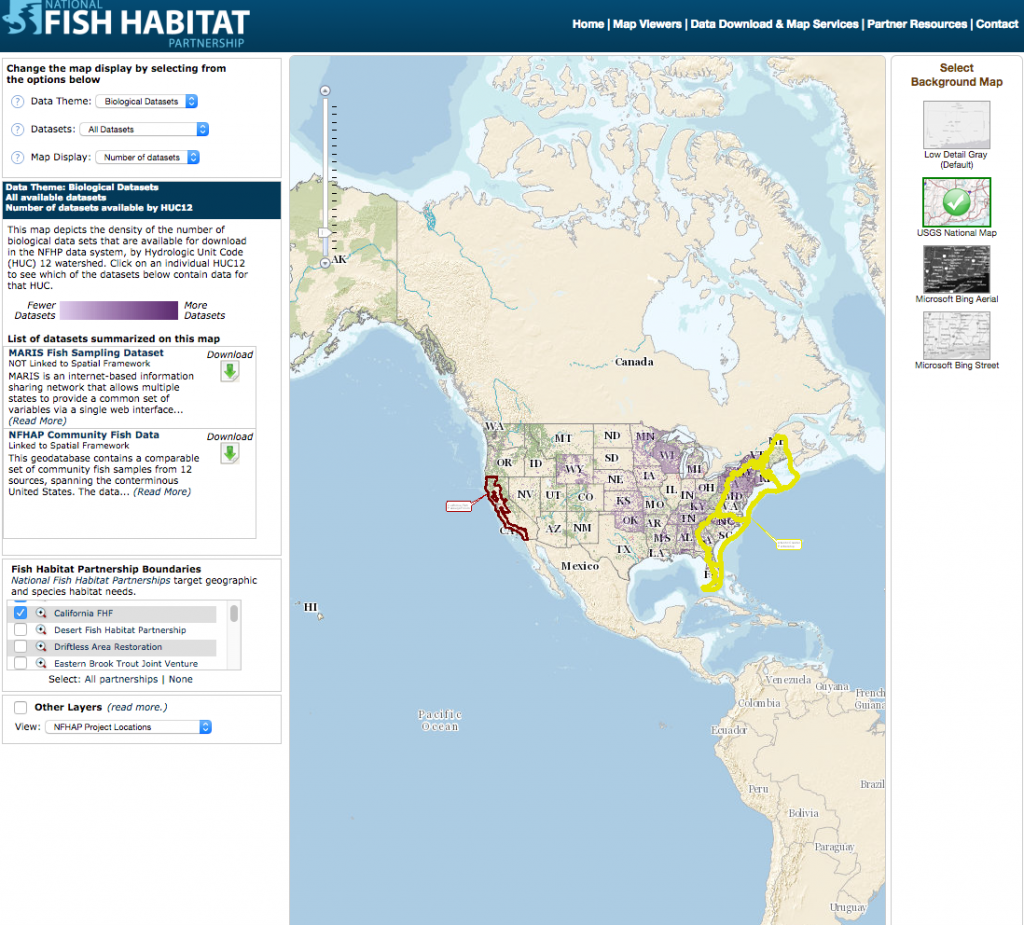 NATIONAL
FISH HABITAT
PARTNERSHIP
Home | Map Viewers | Data Download & Map Services | Partner Resources | Contact
Change the map display by selecting from
the options below
? Data Theme: Biological Datasets
? Datasets: All Datasets
? Map Display: Number of datasets
Data Theme: Biological Datasets
All available datasets
Number of datasets available by HUC12
This map depicts the density of the number of
biological data sets that are available for download
in the NFHP data system, by Hydrologic Unit Code
(HUC) 12 watershed. Click on an individual HUC12
to see which of the datasets below contain data for
that HUC.
Fewer
Datasets
More
Datasets
List of datasets summarized on this map
MARIS Fish Sampling Dataset
Download
NOT Linked to Spatial Framework
MARIS is an internet-based information
sharing network that allows multiple
states to provide a common set of
variables via a single web interface...
(Read More)
NFHAP Community Fish Data
Download
Linked to Spatial Framework
This geodatabase contains a comparable
set of community fish samples from 12
sources, spanning the conterminous
United States. The data... (Read More)
Fish Habitat Partnership Boundaries
National Fish Habitat Partnerships target geographic
and species habitat needs.
California FHF
Desert Fish Habitat Partnership
Driftless Area Restoration
Eastern Brook Trout Joint Venture
Select: All partnerships | None
Other Layers (read more.)
View: NFHAP Project Locations
AK
Canada
WA
MT
ND
MN
OR
ID
WY
SD
WI
MI
NV
UT
CO
NE
IA
IL
IN
OH
KS
MO
KY
VA
AZ
NM
OK
AR
TN
NC
SC
MS
AL
TX
LA
Mexico
HI
Pacific
Ocean
Venezuela
Guyana
French
Guiana
Colombia
Ecuador
Peru
Brazil
Bolivia
Paraguay
Uruguay
Select
Background Map
Low Detail Gray
(Default)
USGS National Map
Microsoft Bing Aerial
Microsoft Bing Street